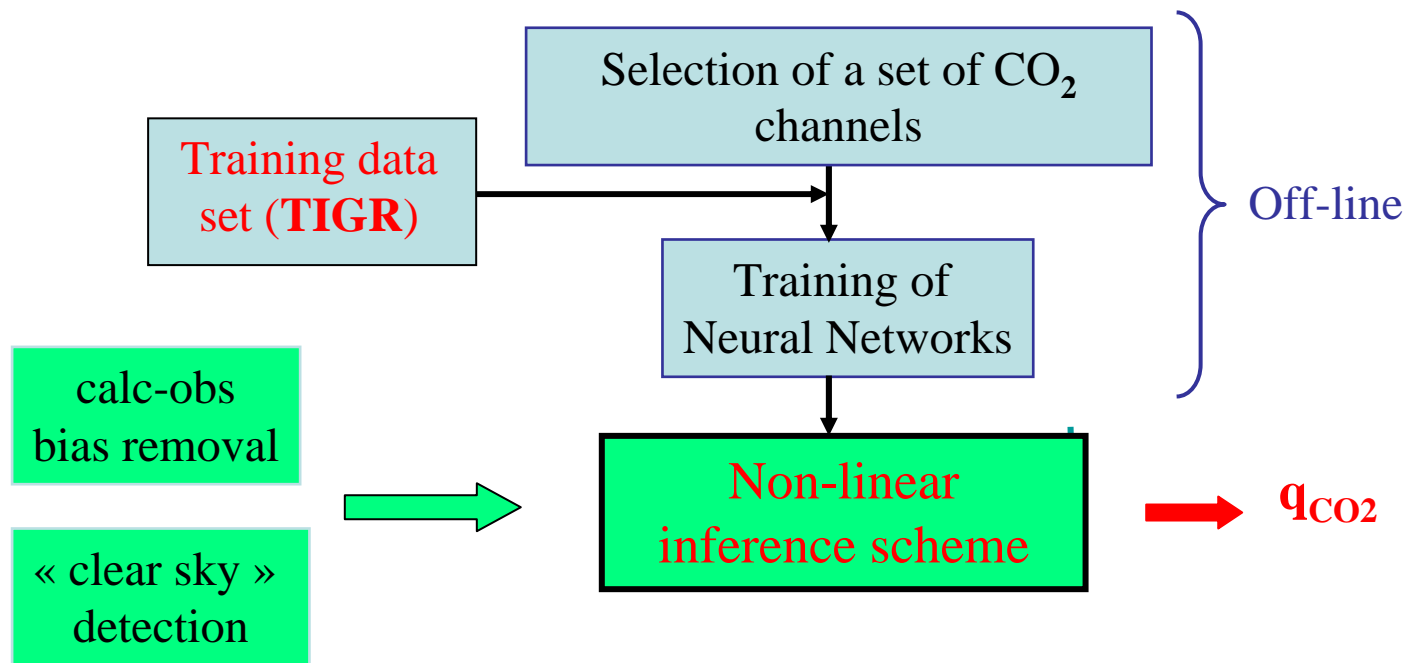 Selection of a set of CO₂
channels
Training data
set (TIGR)
Off-line
Training of
Neural Networks
calc-obs
bias removal
Non-linear
inference scheme
q_CO2
« clear sky »
detection